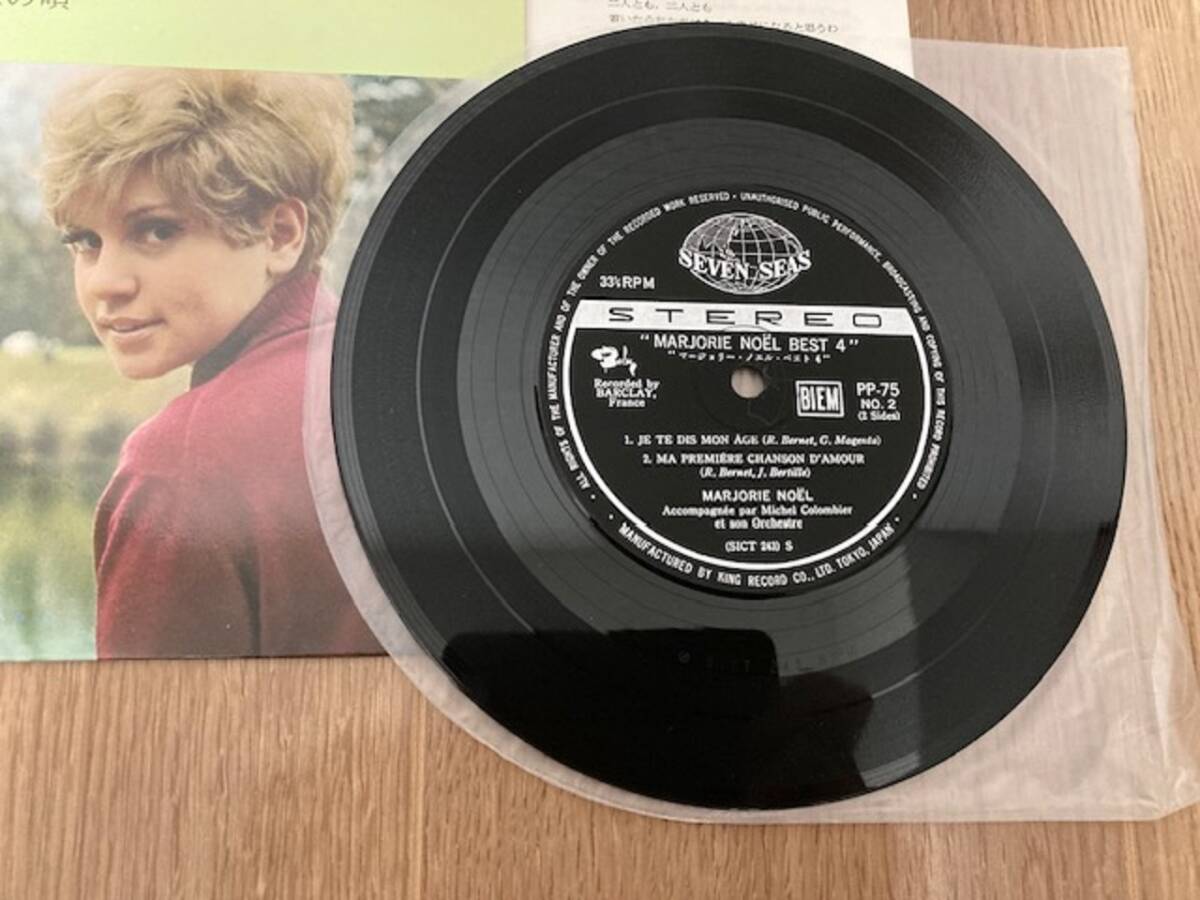 の唄
二人とも、二人とも
SEVEN SEAS
33⅓RPM
STEREO
"MARJORIE NOËL BEST 4"
"マージョリー・ノエル・ベスト4"
Barclay
Recorded by
BARCLAY,
France
BIEM
PP-75
NO. 2
(2 Sides)
1. JE TE DIS MON ÂGE (R. Bernet, G. Magenta)
2. MA PREMIÈRE CHANSON D'AMOUR
(R. Bernet, J. Bertille)
MARJORIE NOËL
Accompagnée par Michel Colombier
et son Orchestre
(SICT 243) S
• ALL RIGHTS OF THE MANUFACTURER AND OF THE OWNER OF THE RECORDED WORK RESERVED • UNAUTHORISED PUBLIC PERFORMANCE, BROADCASTING AND COPYING OF THIS RECORD PROHIBITED •
MANUFACTURED BY KING RECORD CO., LTD. TOKYO, JAPAN